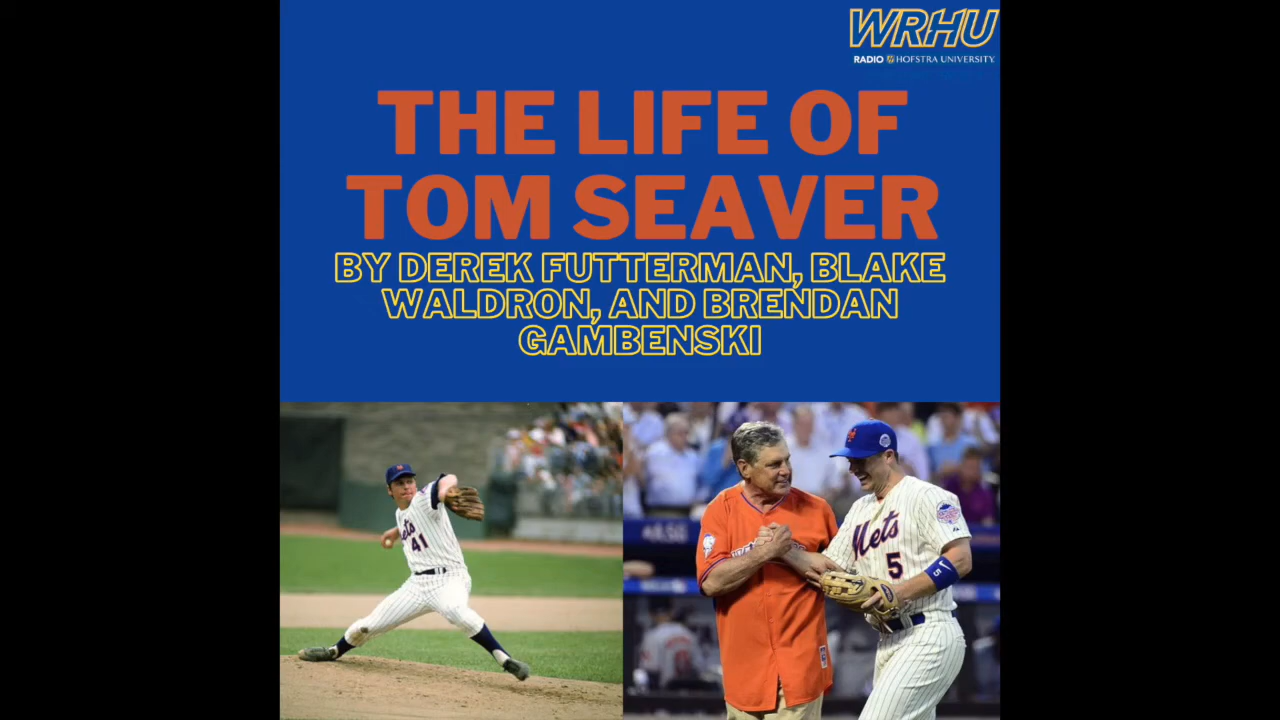 WRHU
RADIO HOFSTRA UNIVERSITY
THE LIFE OF
TOM SEAVER
BY DEREK FUTTERMAN, BLAKE
WALDRON, AND BRENDAN
GAMBENSKI
Mets
41
Mets
5
5